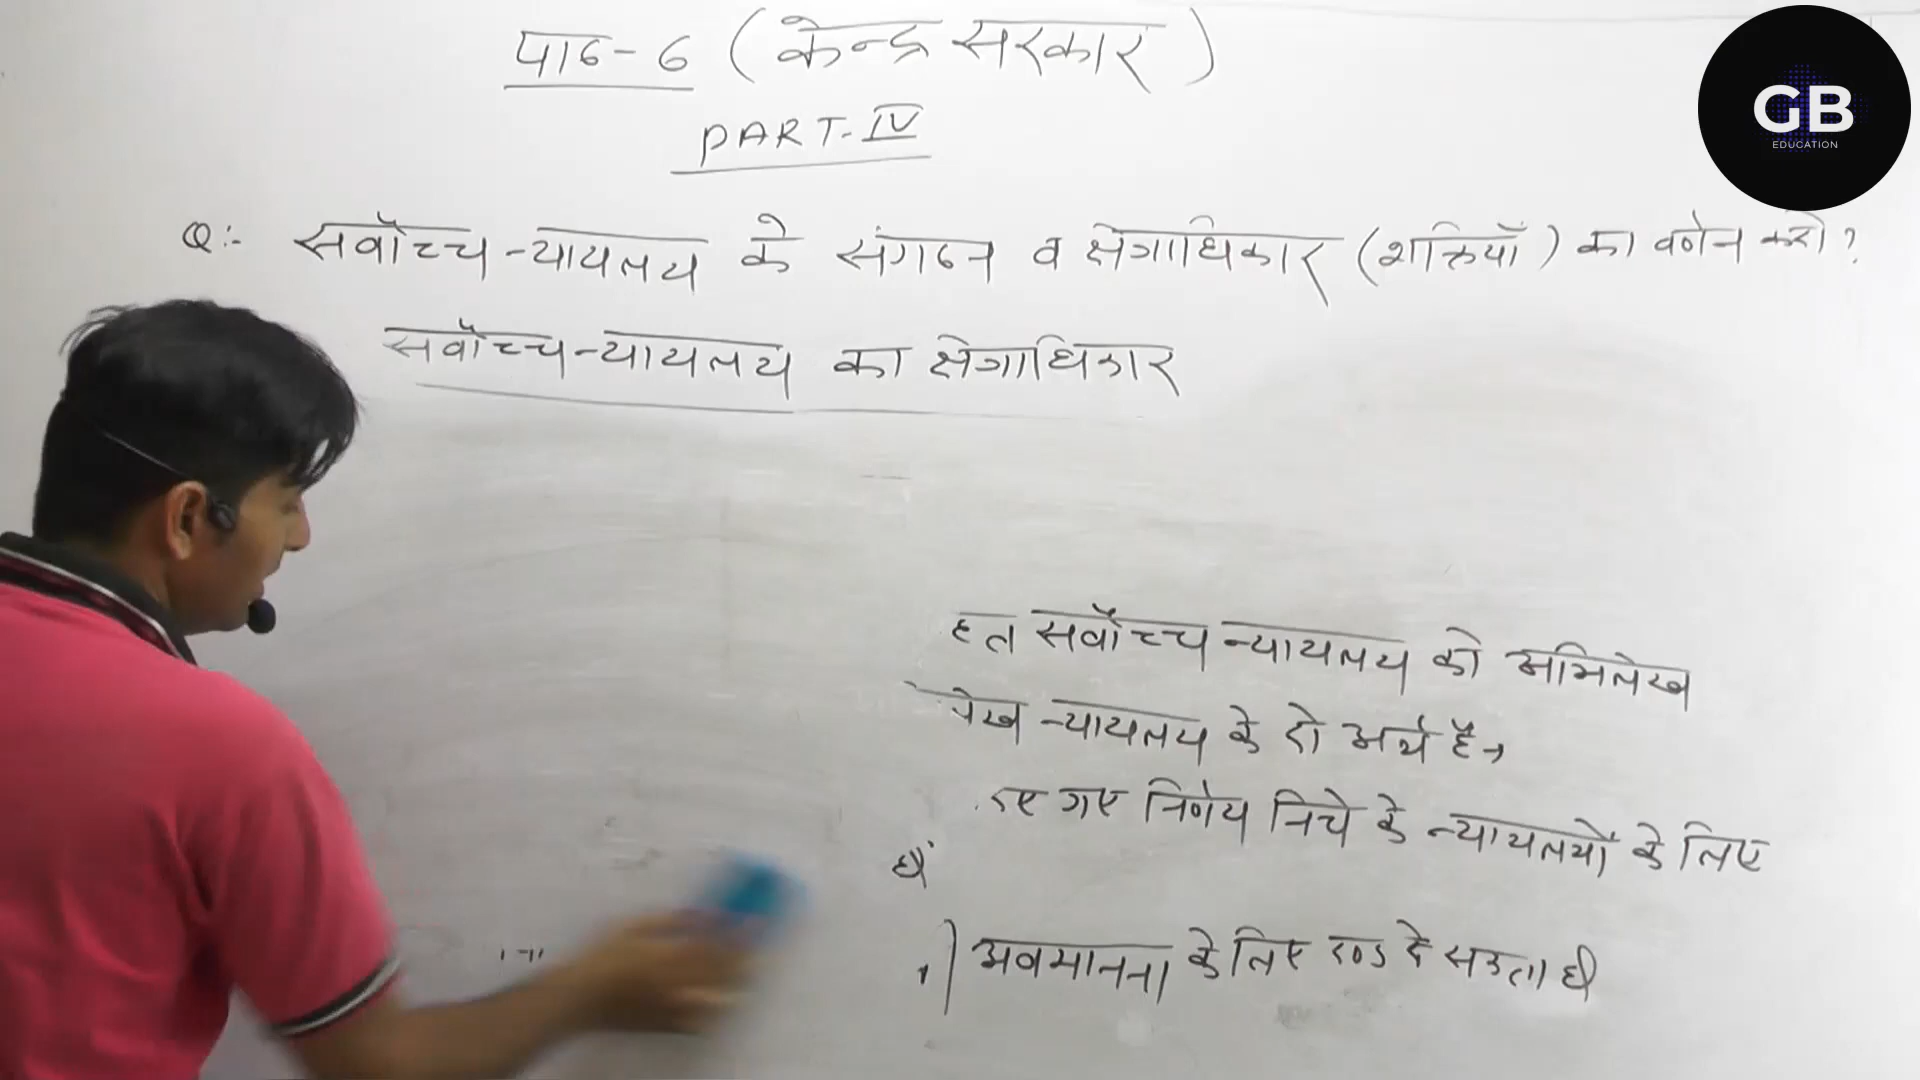 पाठ-6 (केन्द्र सरकार)
PART-IV
GB
EDUCATION
Q:- सर्वोच्च न्यायलय के संगठन व क्षेत्राधिकार (शक्तियाँ) का वर्णन करो?
सर्वोच्च न्यायलय का क्षेत्राधिकार
सर्वोच्च न्यायलय को अभिलेख
न्यायलय के दो अर्थ है,
गए निर्णय निचे के न्यायलयों के लिए
अवमानना के लिए दण्ड दे सकता है